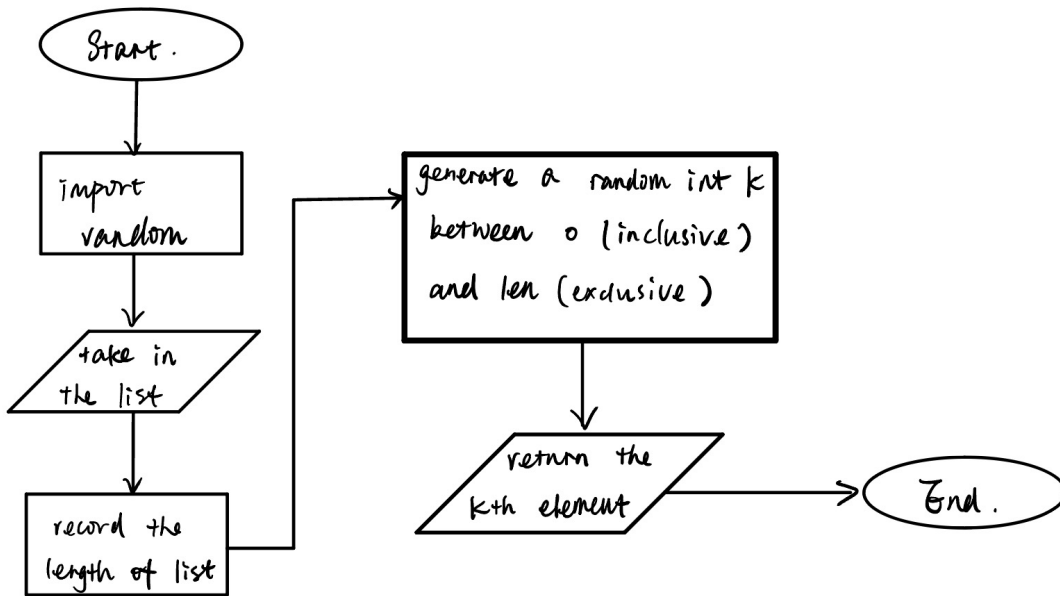 Start.
import
random
take in
the list
record the
length of list
generate a random int k
between 0 (inclusive)
and len (exclusive)
return the
kth element
End.